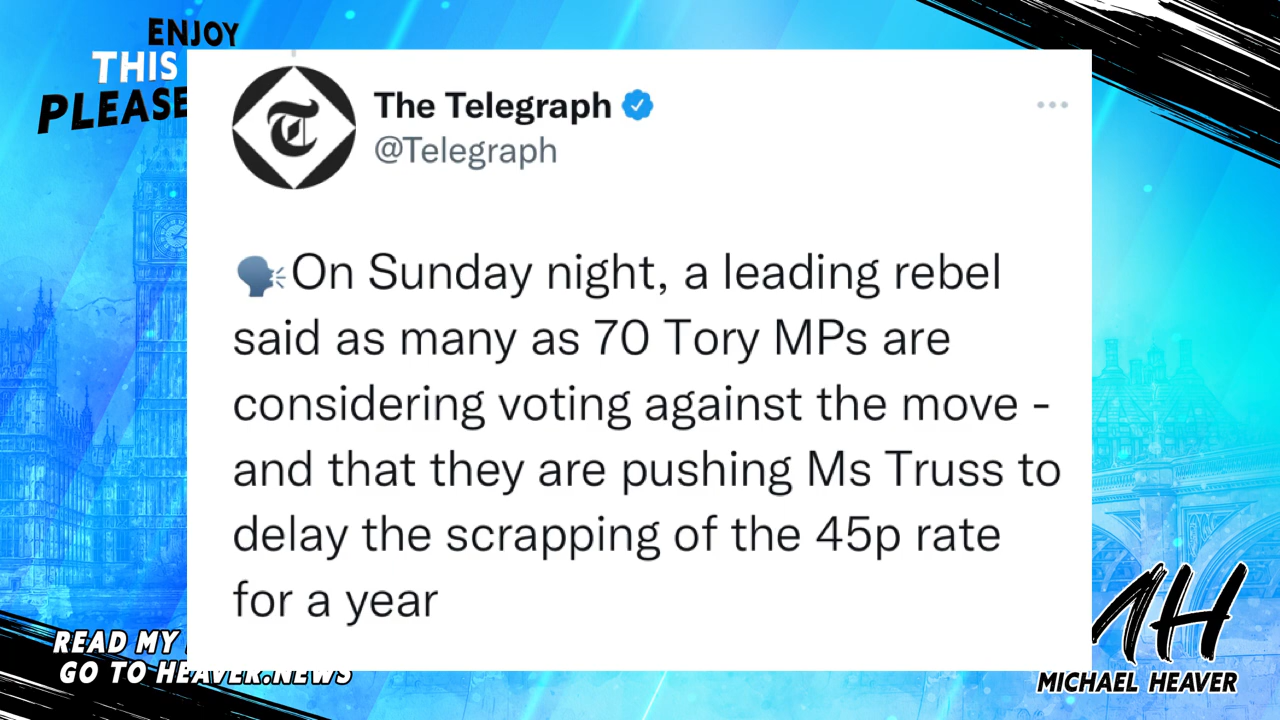 ENJOY
THIS
PLEASE
The Telegraph
@Telegraph
On Sunday night, a leading rebel
said as many as 70 Tory MPs are
considering voting against the move -
and that they are pushing Ms Truss to
delay the scrapping of the 45p rate
for a year
READ MY
GO TO HEAVER.NEWS
MH
MICHAEL HEAVER